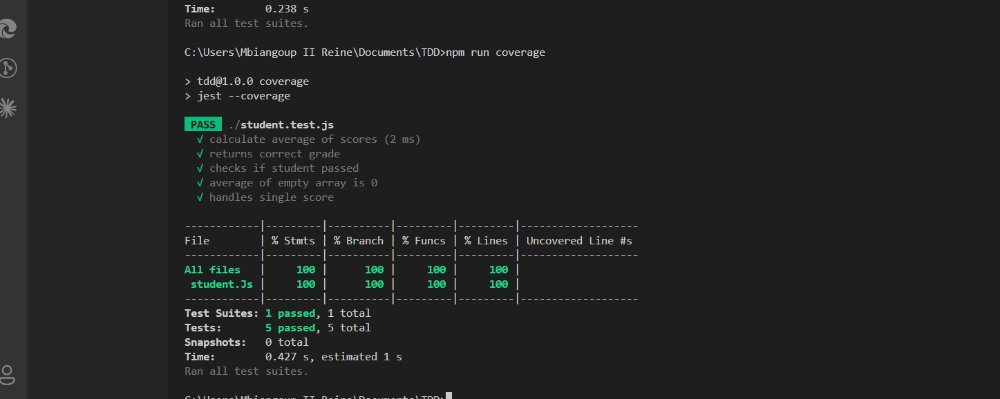 Time:        0.238 s
Ran all test suites.
C:\Users\Mbiangoup II Reine\Documents\TDD>npm run coverage
> tdd@1.0.0 coverage
> jest --coverage
PASS ./student.test.js
√ calculate average of scores (2 ms)
√ returns correct grade
√ checks if student passed
√ average of empty array is 0
√ handles single score
------------|---------|----------|---------|---------|-------------------
File        | % Stmts | % Branch | % Funcs | % Lines | Uncovered Line #s
------------|---------|----------|---------|---------|-------------------
All files   |     100 |      100 |     100 |     100 |
 student.Js |     100 |      100 |     100 |     100 |
------------|---------|----------|---------|---------|-------------------
Test Suites: 1 passed, 1 total
Tests:       5 passed, 5 total
Snapshots:   0 total
Time:        0.427 s, estimated 1 s
Ran all test suites.
C:\Users\Mbiangoup II Reine\Documents\TDD>